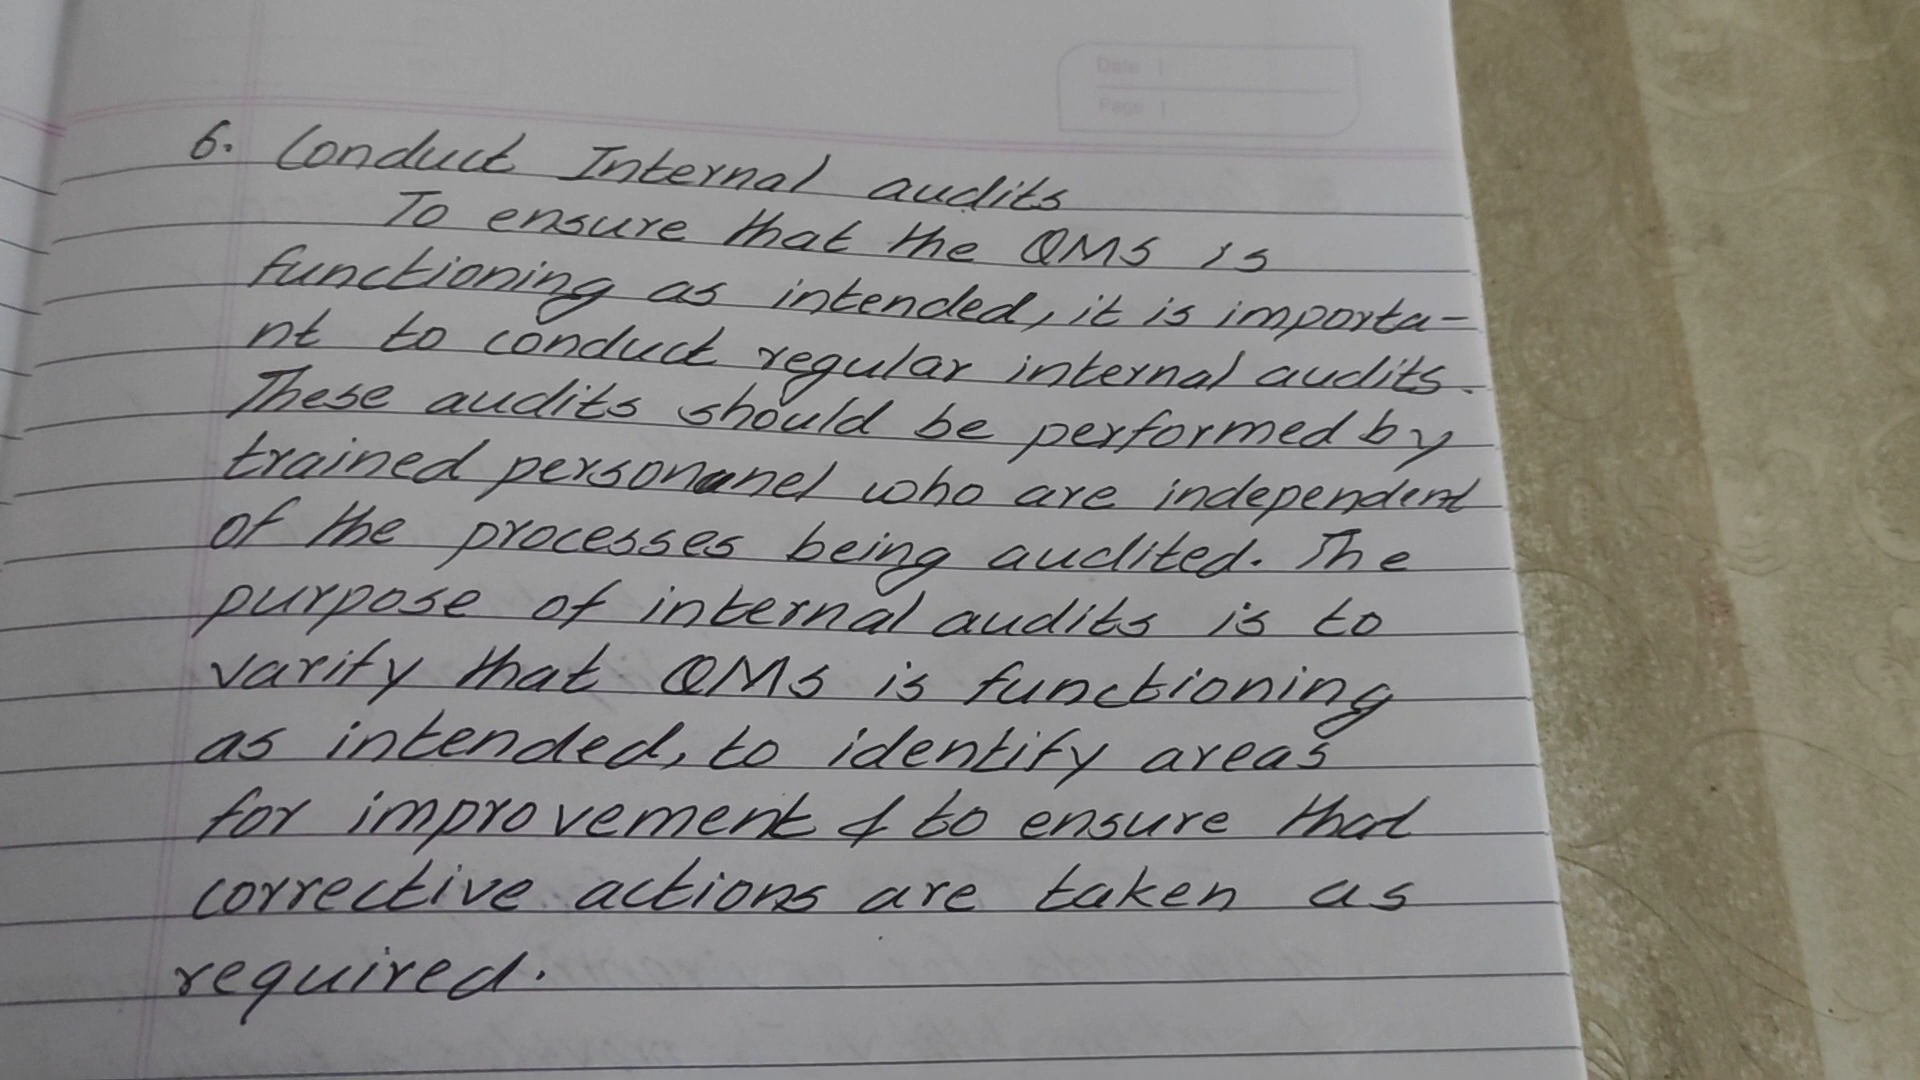 Date
Page
6. Conduct Internal audits
To ensure that the QMS is
functioning as intended, it is importa-
nt to conduct regular internal audits.
These audits should be performed by
trained personanel who are independent
of the processes being audited. The
purpose of internal audits is to
varify that QMS is functioning
as intended, to identify areas
for improvement & to ensure that
corrective actions are taken as
required.